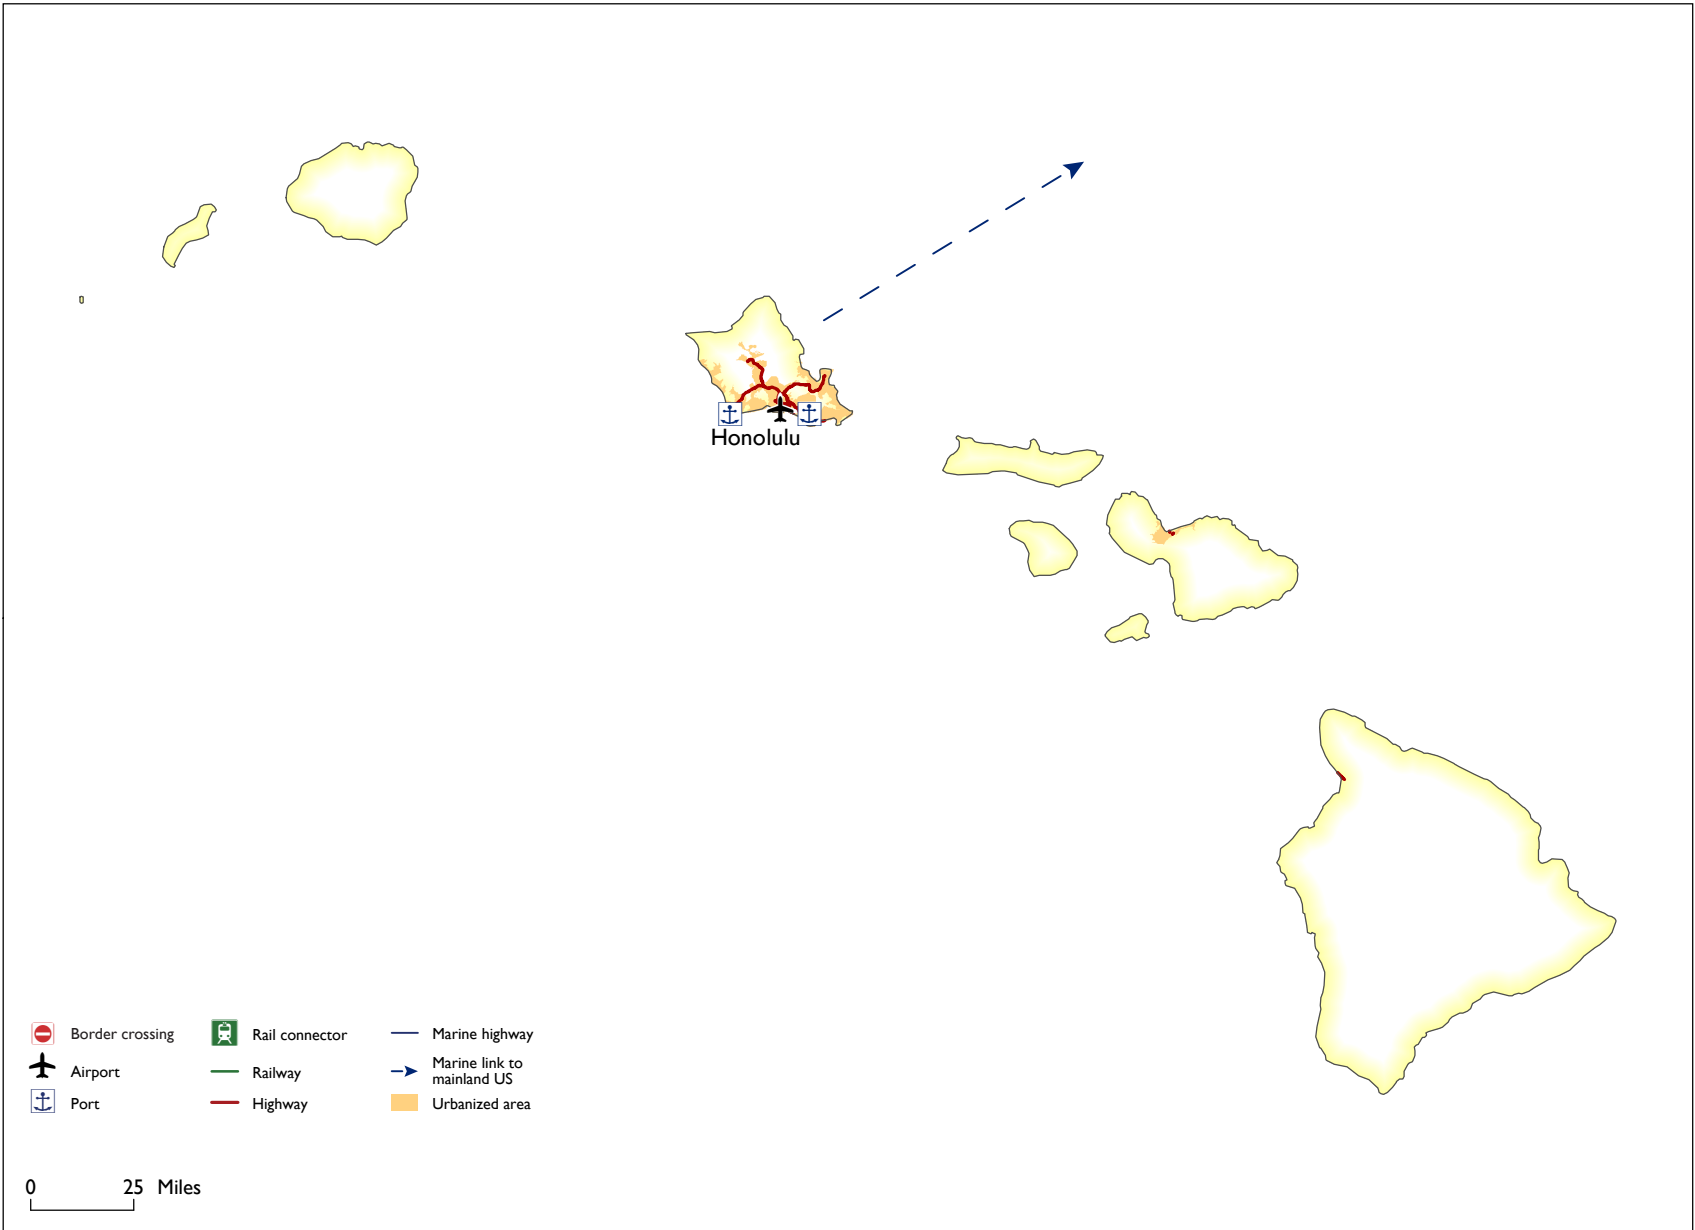 Honolulu
Border crossing
Rail connector
Marine highway
Airport
Railway
Marine link to
mainland US
Port
Highway
Urbanized area
0 25 Miles